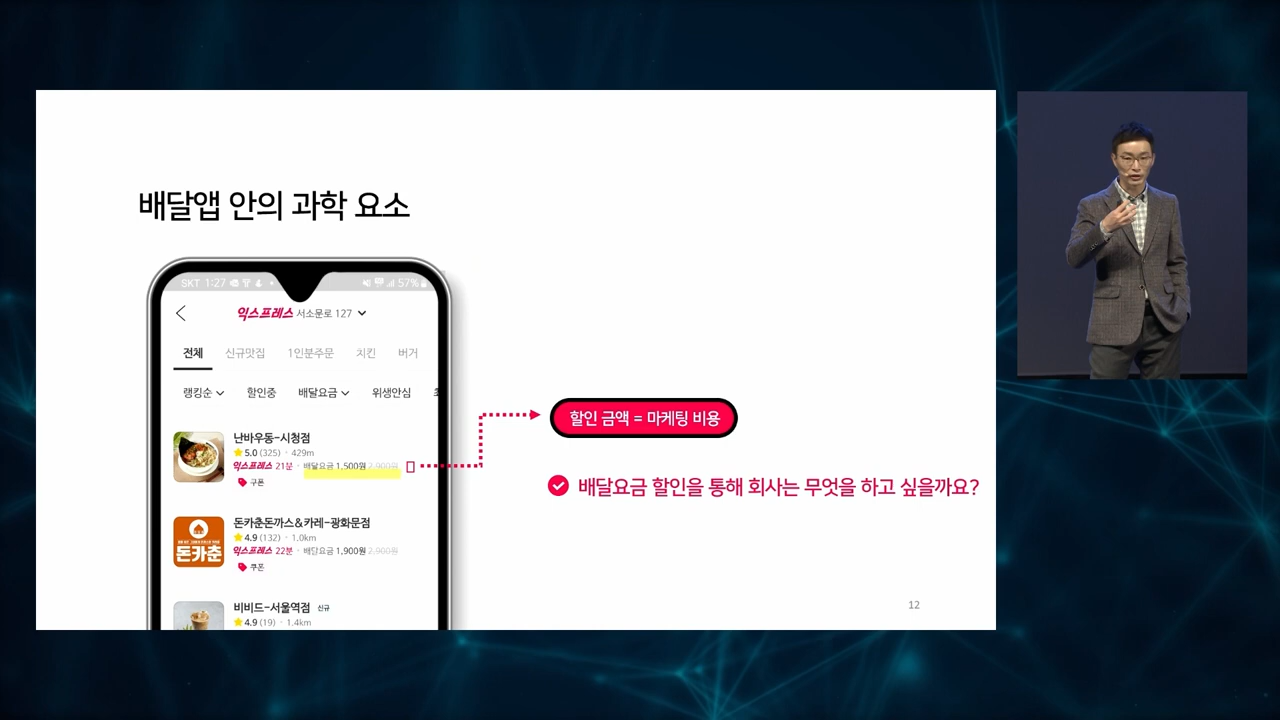 배달앱 안의 과학 요소
SKT 1:27 57%
익스프레스 서소문로 127
전체 신규맛집 1인분주문 치킨 버거
랭킹순 할인중 배달요금 위생안심
난바우동-시청점
5.0 (325) · 429m
익스프레스 21분 · 배달요금 1,500원 2,900원
쿠폰
할인 금액 = 마케팅 비용
배달요금 할인을 통해 회사는 무엇을 하고 싶을까요?
돈카춘돈까스&카레-광화문점
4.9 (132) · 1.0km
익스프레스 22분 · 배달요금 1,900원 2,900원
돈카춘
쿠폰
비비드-서울역점 신규
4.9 (19) · 1.4km
12